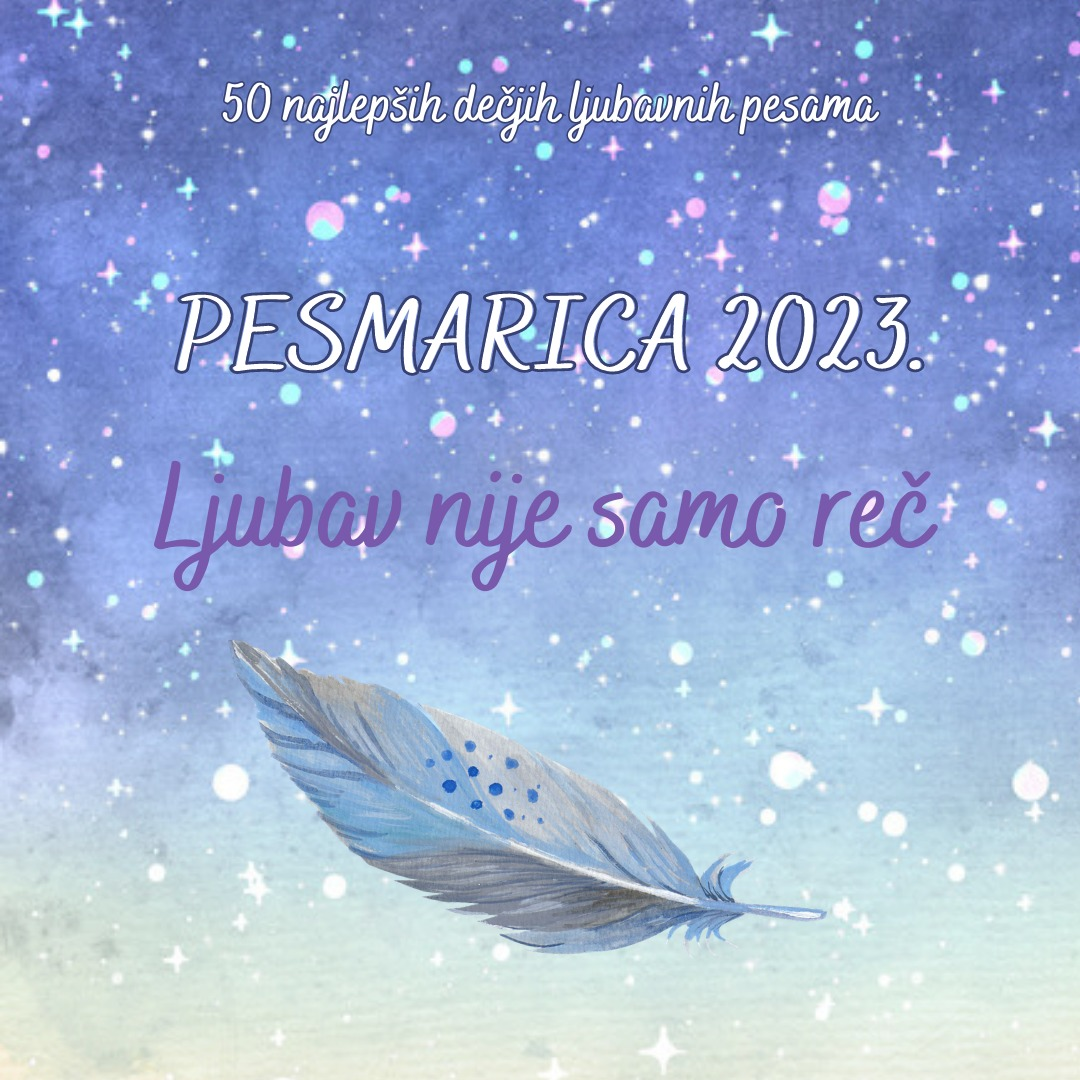 50 najlepših dečjih ljubavnih pesama
PESMARICA 2023.
Ljubav nije samo reč